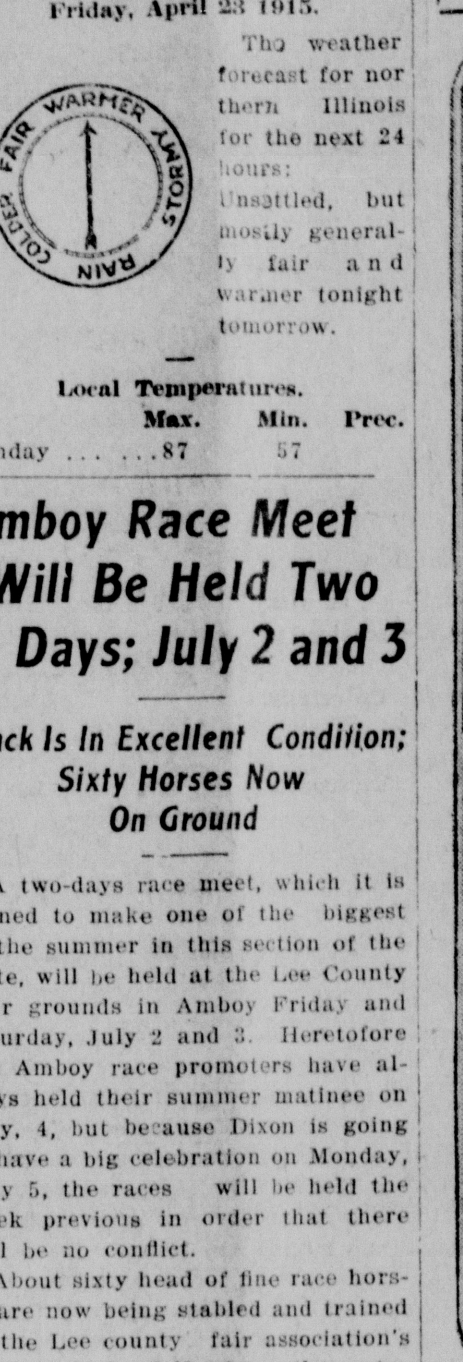 Friday, April 23 1915.
FAIR WARMER STORMY RAIN COLDER
The weather
forecast for nor
thern Illinois
for the next 24
hours:
Unsettled, but
mostly general-
ly fair and
warmer tonight
tomorrow.
Local Temperatures.
Max. Min. Prec.
nday ... ...87 57
mboy Race Meet
Will Be Held Two
Days; July 2 and 3
ack Is In Excellent Condition;
Sixty Horses Now
On Ground
A two-days race meet, which it is
ned to make one of the biggest
the summer in this section of the
te, will be held at the Lee County
r grounds in Amboy Friday and
urday, July 2 and 3. Heretofore
Amboy race promoters have al-
ys held their summer matinee on
y, 4, but because Dixon is going
have a big celebration on Monday,
y 5, the races will be held the
ek previous in order that there
l be no conflict.
About sixty head of fine race hors-
are now being stabled and trained
the Lee county fair association's